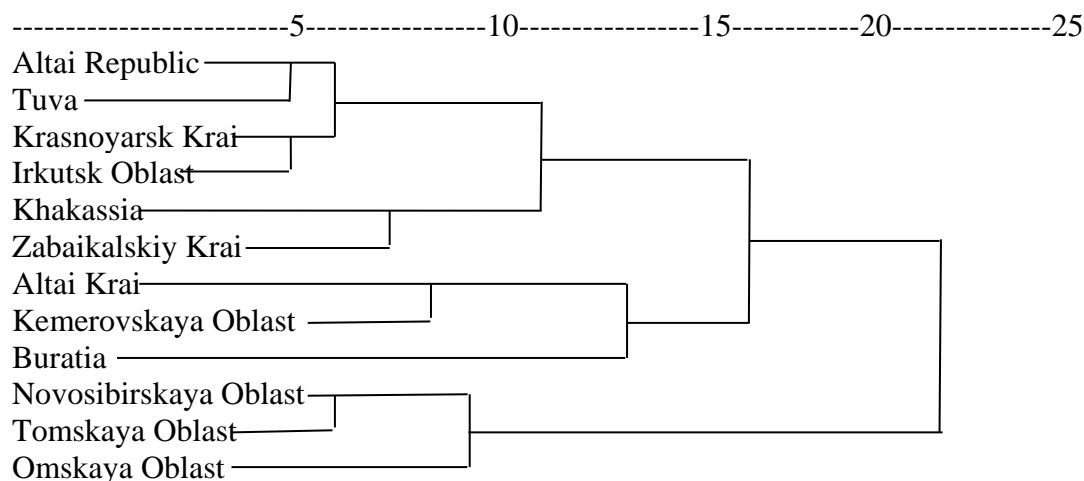 -----------------------5---------------10---------------15-----------20-------------25
Altai Republic
Tuva
Krasnoyarsk Krai
Irkutsk Oblast
Khakassia
Zabaikalskiy Krai
Altai Krai
Kemerovskaya Oblast
Buratia
Novosibirskaya Oblast
Tomskaya Oblast
Omskaya Oblast